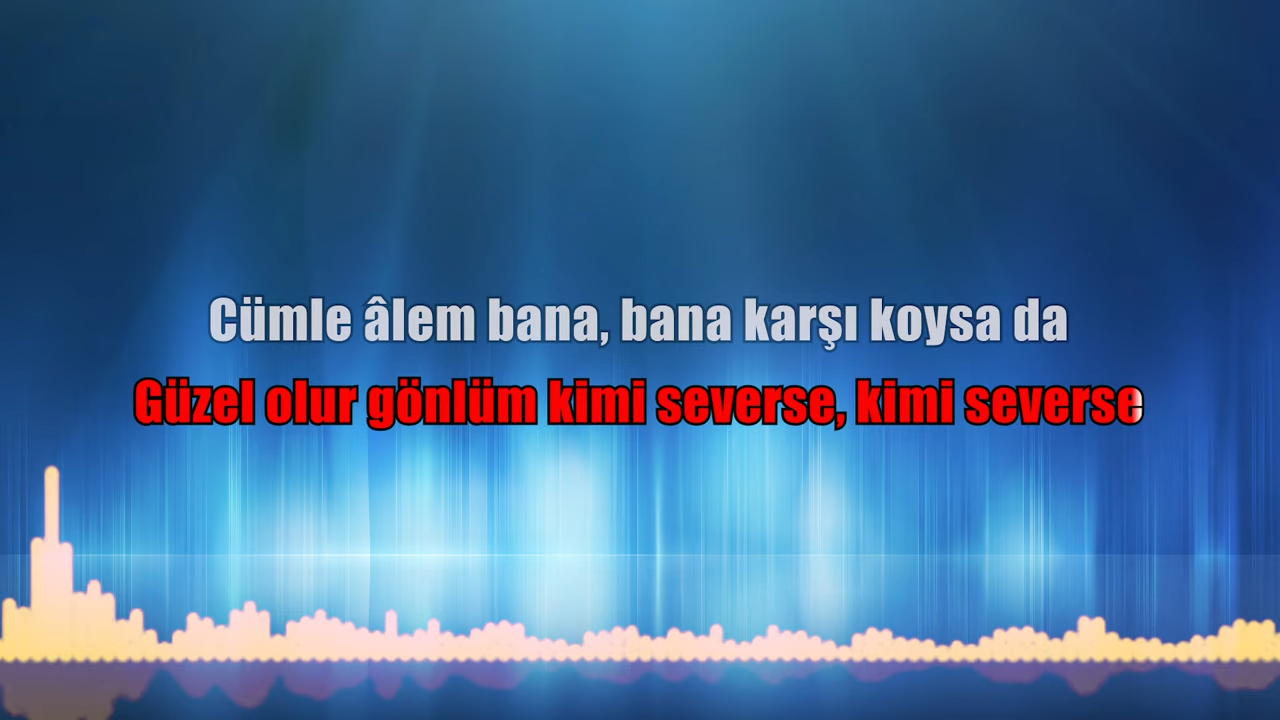 Cümle âlem bana, bana karşı koysa da
Güzel olur gönlüm kimi severse, kimi severse